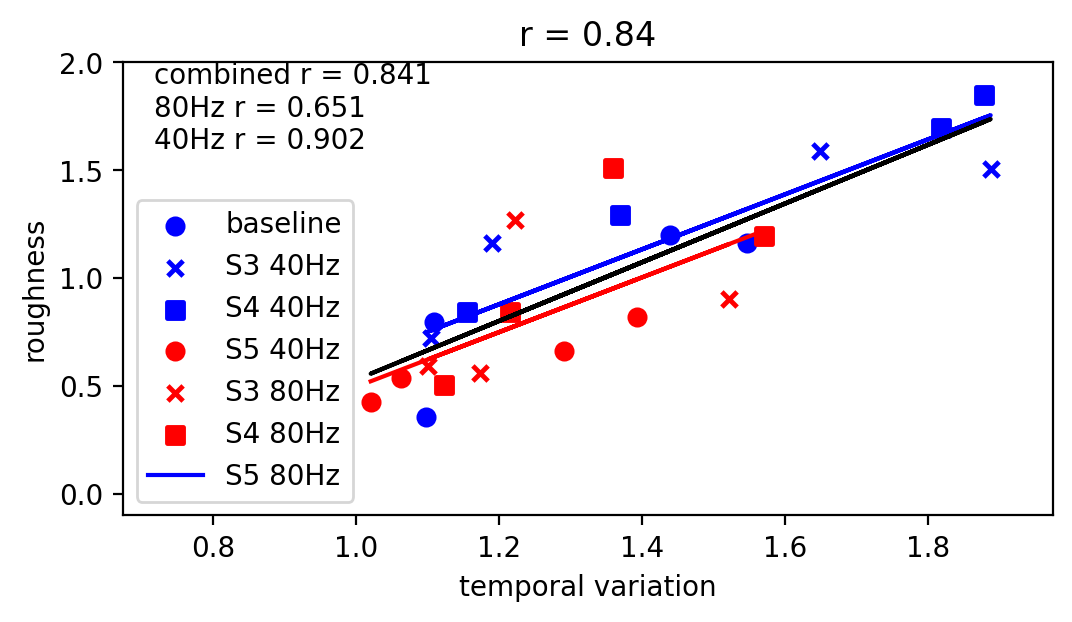 r = 0.84
combined r = 0.841
80Hz r = 0.651
40Hz r = 0.902
baseline
S3 40Hz
S4 40Hz
S5 40Hz
S3 80Hz
S4 80Hz
S5 80Hz
roughness
2.0
1.5
1.0
0.5
0.0
0.8 1.0 1.2 1.4 1.6 1.8
temporal variation